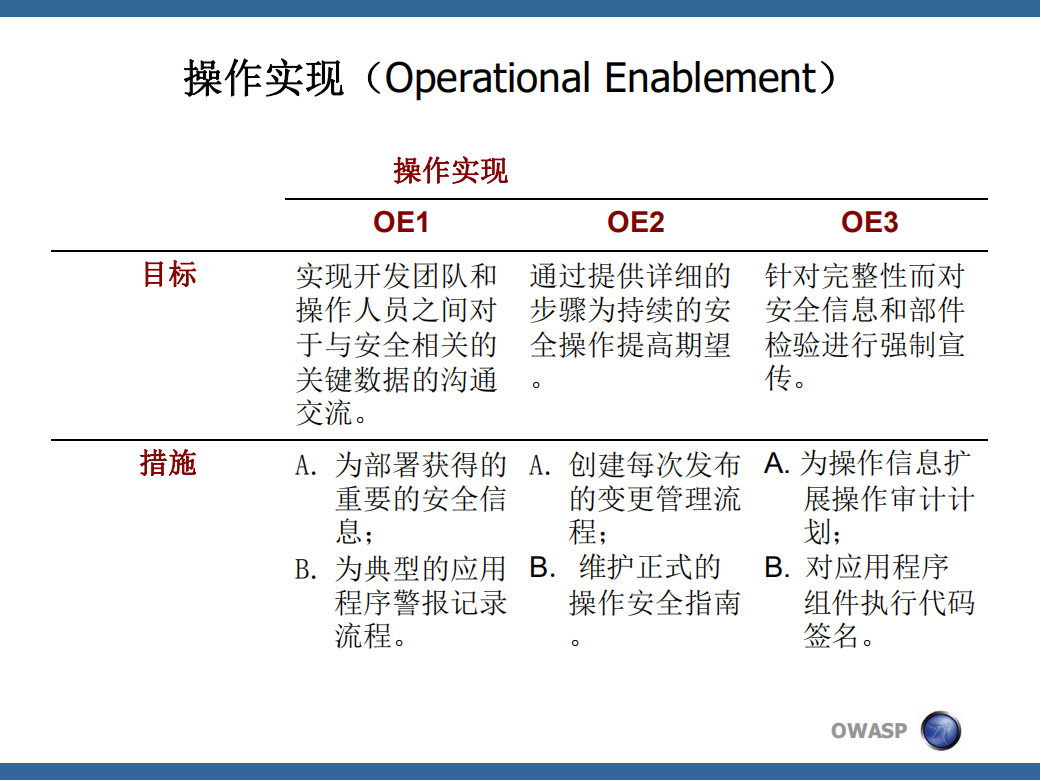 操作实现（Operational Enablement）
操作实现
OE1 OE2 OE3
目标
实现开发团队和
操作人员之间对
于与安全相关的
关键数据的沟通
交流。
通过提供详细的
步骤为持续的安
全操作提高期望
。
针对完整性而对
安全信息和部件
检验进行强制宣
传。
措施
A. 为部署获得的
重要的安全信
息；
B. 为典型的应用
程序警报记录
流程。
A. 创建每次发布
的变更管理流
程；
B. 维护正式的
操作安全指南
。
A. 为操作信息扩
展操作审计计
划；
B. 对应用程序
组件执行代码
签名。
OWASP